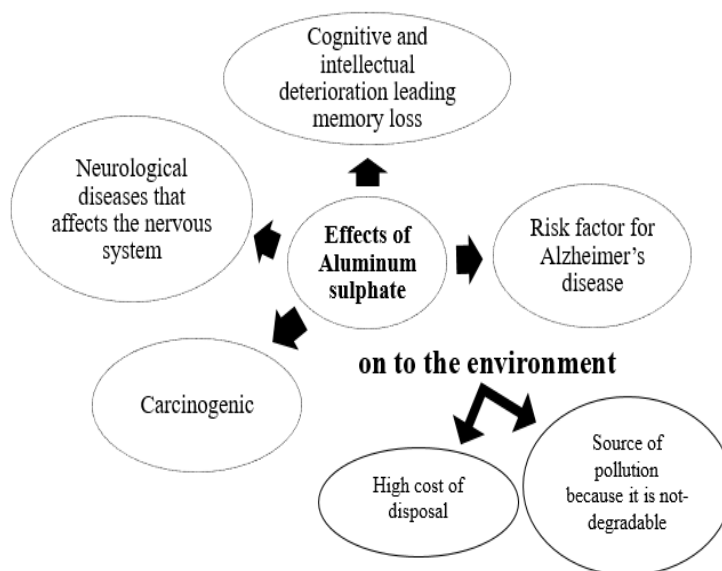 Cognitive and
intellectual
deterioration leading
memory loss
Neurological
diseases that
affects the nervous
system
Effects of
Aluminum
sulphate
Risk factor for
Alzheimer’s
disease
Carcinogenic
on to the environment
High cost of
disposal
Source of
pollution
because it is not-
degradable